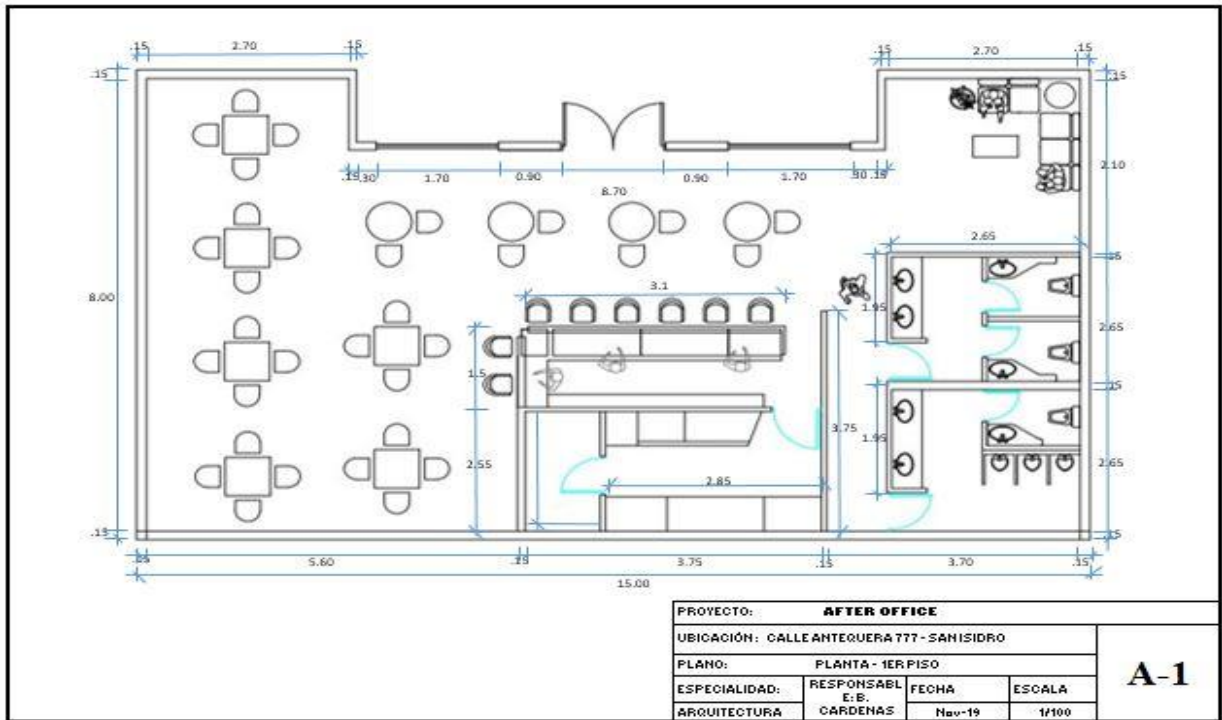 .15 2.70 .15 .15 2.70 .15
.15 .15
.15 .30 1.70 0.90 0.90 1.70 .30 .15
8.70
2.10
2.65
.15
3.1
8.00
1.95
2.65
1.5
.15
3.75
1.95
2.55
2.65
2.85
.15 .15
.15 5.60 .15 3.75 .15 3.70 .15
15.00
PROYECTO: AFTER OFFICE
UBICACIÓN: CALLE ANTEQUERA 777 - SAN ISIDRO
PLANO: PLANTA - 1ER PISO
A-1
ESPECIALIDAD: RESPONSABL FECHA ESCALA
E: B.
ARQUITECTURA CARDENAS Nov-19 1/100